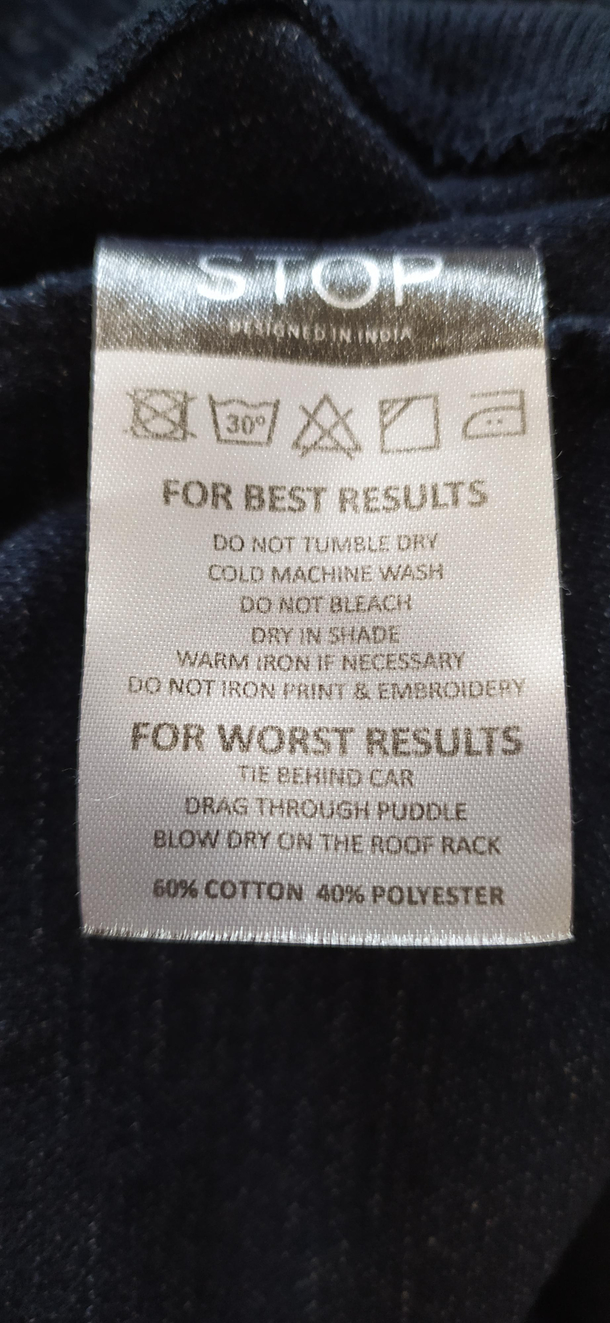 STOP
DESIGNED IN INDIA
30°
FOR BEST RESULTS
DO NOT TUMBLE DRY
COLD MACHINE WASH
DO NOT BLEACH
DRY IN SHADE
WARM IRON IF NECESSARY
DO NOT IRON PRINT & EMBROIDERY
FOR WORST RESULTS
TIE BEHIND CAR
DRAG THROUGH PUDDLE
BLOW DRY ON THE ROOF RACK
60% COTTON 40% POLYESTER